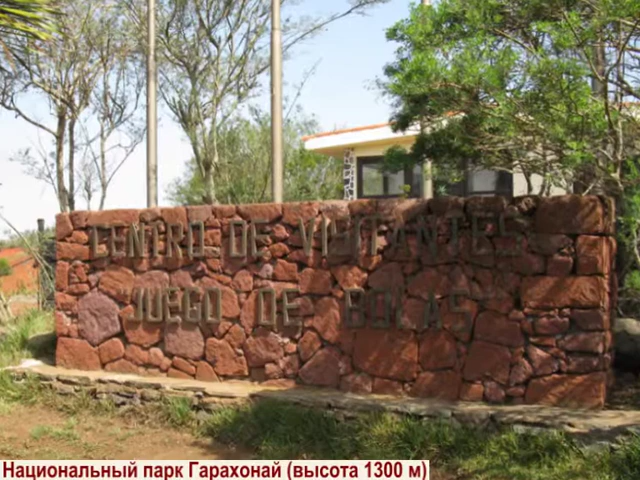 CENTRO DE VISITANTES
JUEGO DE BOLAS
Национальный парк Гарахонай (высота 1300 м)